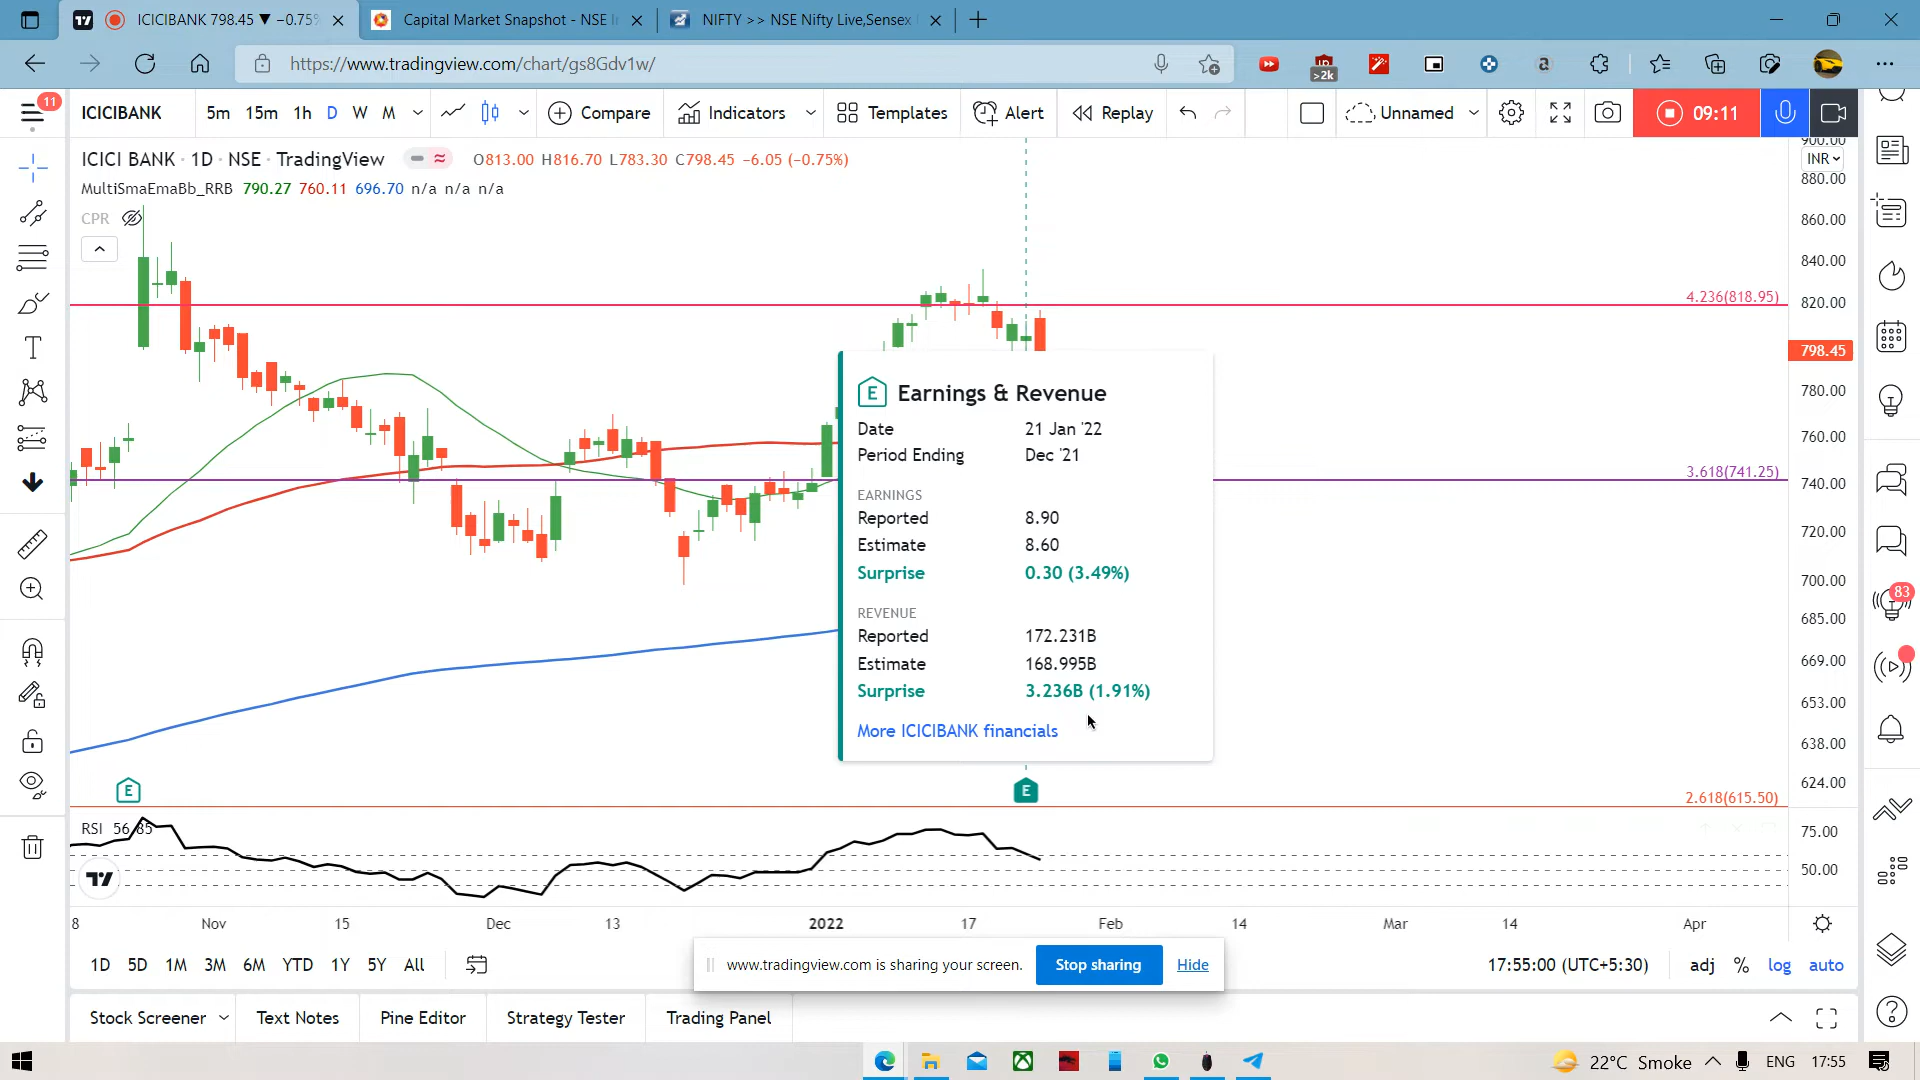 ICICIBANK 798.45 ▼ −0.75%
Capital Market Snapshot - NSE I
NIFTY >> NSE Nifty Live,Sensex
https://www.tradingview.com/chart/gs8Gdv1w/
>2k
11
ICICIBANK 5m 15m 1h D W M Compare Indicators Templates Alert Replay Unnamed 09:11
ICICI BANK · 1D · NSE · TradingView O813.00 H816.70 L783.30 C798.45 −6.05 (−0.75%)
MultiSmaEmaBb_RRB 790.27 760.11 696.70 n/a n/a n/a
CPR
INR
900.00
880.00
860.00
840.00
820.00
798.45
780.00
760.00
740.00
720.00
700.00
685.00
669.00
653.00
638.00
624.00
75.00
50.00
4.236(818.95)
3.618(741.25)
2.618(615.50)
E Earnings & Revenue
Date 21 Jan '22
Period Ending Dec '21
EARNINGS
Reported 8.90
Estimate 8.60
Surprise 0.30 (3.49%)
REVENUE
Reported 172.231B
Estimate 168.995B
Surprise 3.236B (1.91%)
More ICICIBANK financials
E
E
RSI 56.85
83
8 Nov 15 Dec 13 2022 17 Feb 14 Mar 14 Apr
1D 5D 1M 3M 6M YTD 1Y 5Y All
www.tradingview.com is sharing your screen. Stop sharing Hide
17:55:00 (UTC+5:30) adj % log auto
Stock Screener Text Notes Pine Editor Strategy Tester Trading Panel
22°C Smoke ENG 17:55